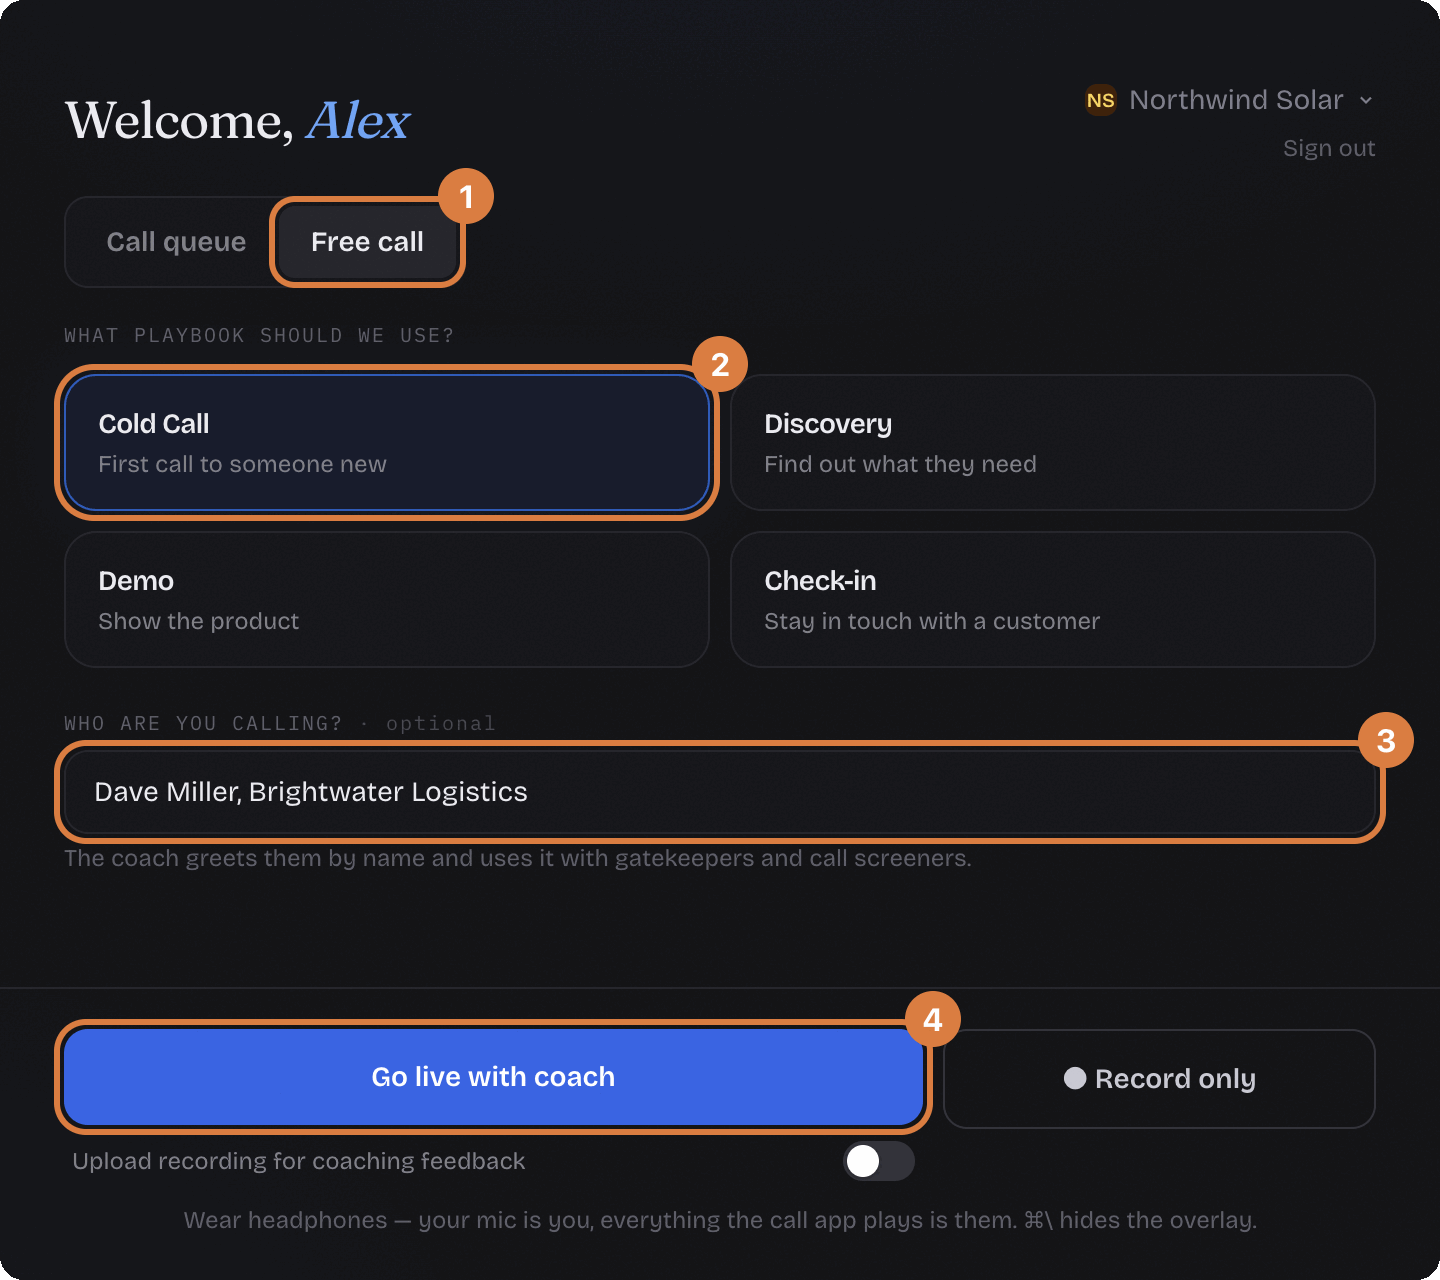 Welcome, Alex
NS Northwind Solar
Sign out
Call queue
Free call
1
WHAT PLAYBOOK SHOULD WE USE?
2
Cold Call
First call to someone new
Discovery
Find out what they need
Demo
Show the product
Check-in
Stay in touch with a customer
WHO ARE YOU CALLING? · optional
3
Dave Miller, Brightwater Logistics
The coach greets them by name and uses it with gatekeepers and call screeners.
4
Go live with coach
Record only
Upload recording for coaching feedback
Wear headphones — your mic is you, everything the call app plays is them. ⌘\ hides the overlay.